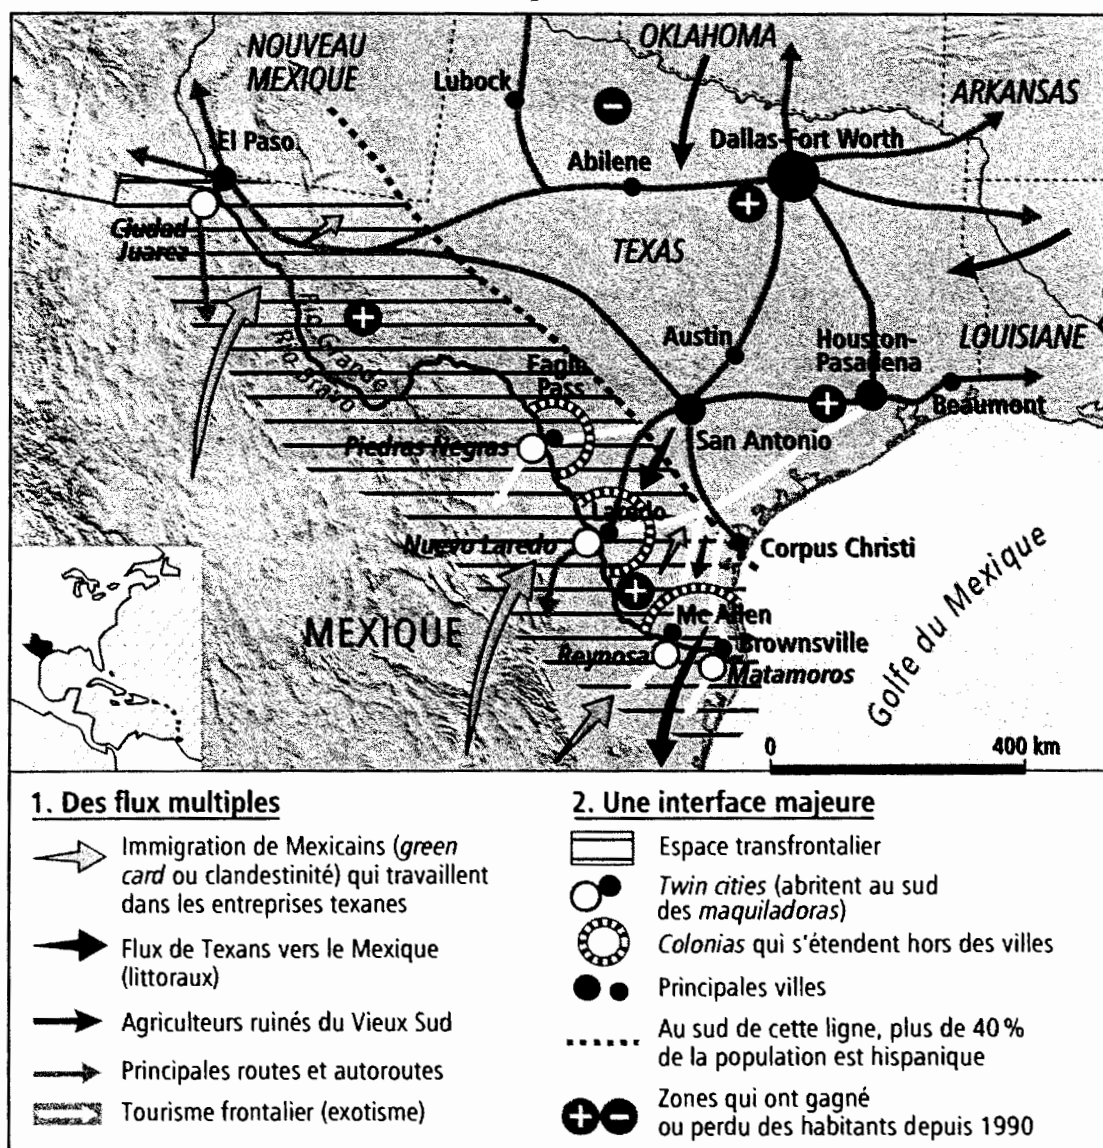 NOUVEAU
MEXIQUE
OKLAHOMA
Lubock
ARKANSAS
El Paso
Dallas-Fort Worth
Abilene
Ciudad
Juarez
TEXAS
Rio Grande
Rio Bravo
Austin
Houston-
Pasadena
LOUISIANE
Eagle
Pass
Beaumont
Piedras Negras
San Antonio
Laredo
Nuevo Laredo
Corpus Christi
MEXIQUE
Mc Allen
Brownsville
Reynosa
Matamoros
Golfe du Mexique
0 400 km
1. Des flux multiples
Immigration de Mexicains (green
card ou clandestinité) qui travaillent
dans les entreprises texanes
Flux de Texans vers le Mexique
(littoraux)
Agriculteurs ruinés du Vieux Sud
Principales routes et autoroutes
Tourisme frontalier (exotisme)
2. Une interface majeure
Espace transfrontalier
Twin cities (abritent au sud
des maquiladoras)
Colonias qui s'étendent hors des villes
Principales villes
Au sud de cette ligne, plus de 40 %
de la population est hispanique
Zones qui ont gagné
ou perdu des habitants depuis 1990